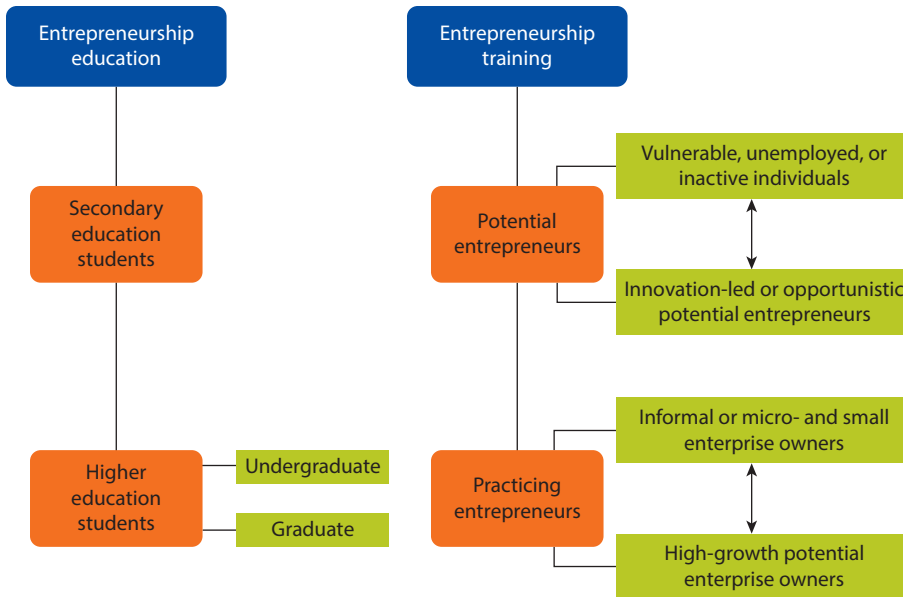 Entrepreneurship
education
Secondary
education
students
Higher
education
students
Undergraduate
Graduate
Entrepreneurship
training
Potential
entrepreneurs
Vulnerable, unemployed, or
inactive individuals
Innovation-led or opportunistic
potential entrepreneurs
Practicing
entrepreneurs
Informal or micro- and small
enterprise owners
High-growth potential
enterprise owners